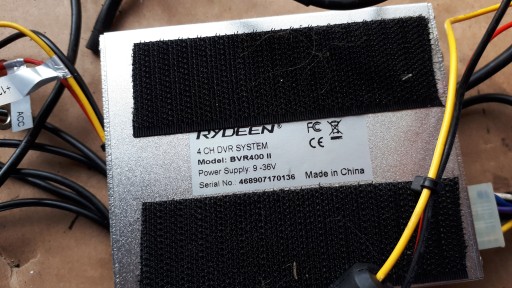 +12
ACC
RYDEEN®
FC CE
4 CH DVR SYSTEM
Model: BVR400 II
Power Supply: 9 -36V
Serial No. 468907170136 Made in China